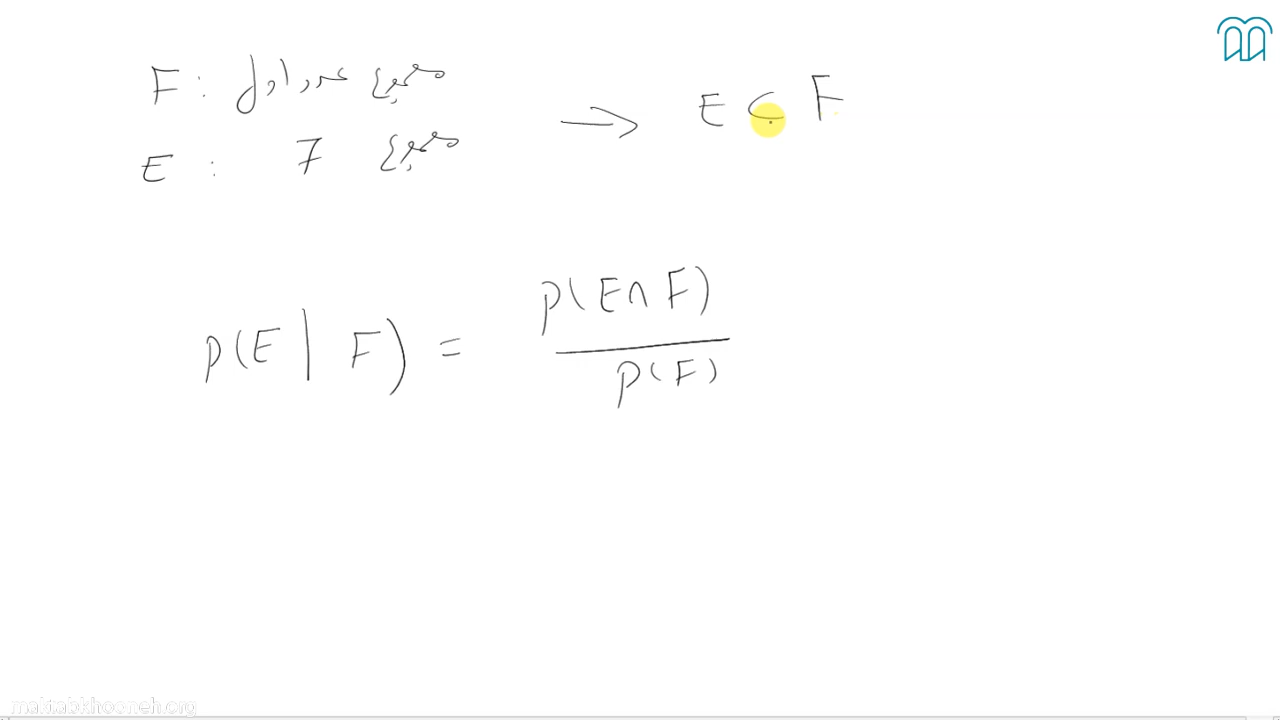 F : مجموع عدد اول
E : مجموع 7
→ E ⊂ F
P(E | F) = P(E ∩ F) / P(F)
maktabkhooneh.org